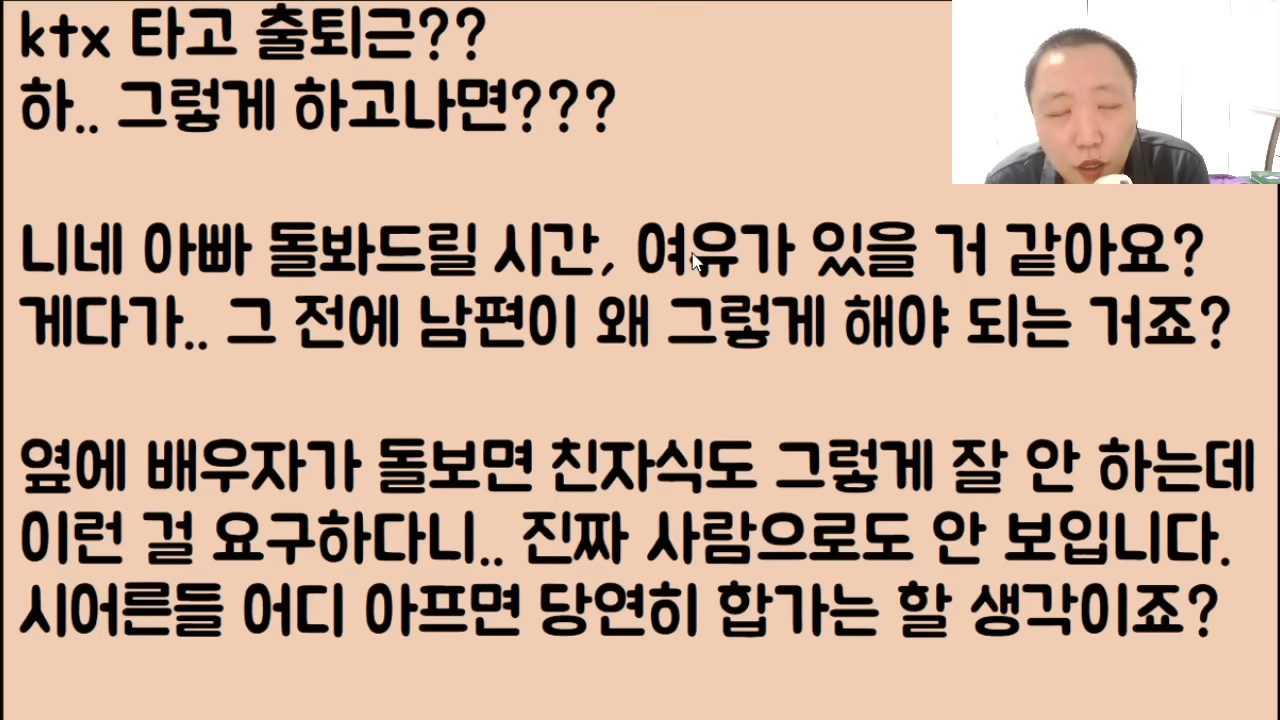 ktx 타고 출퇴근??
하.. 그렇게 하고나면???
니네 아빠 돌봐드릴 시간, 여유가 있을 거 같아요?
게다가.. 그 전에 남편이 왜 그렇게 해야 되는 거죠?
옆에 배우자가 돌보면 친자식도 그렇게 잘 안 하는데
이런 걸 요구하다니.. 진짜 사람으로도 안 보입니다.
시어른들 어디 아프면 당연히 합가는 할 생각이죠?